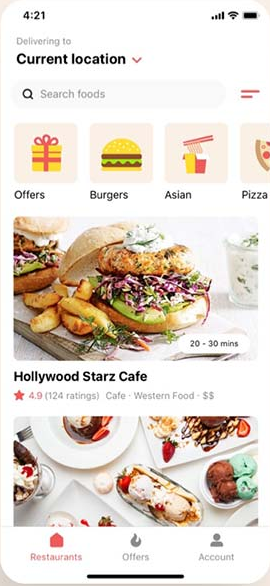 4:21
Delivering to
Current location
Search foods
Offers Burgers Asian Pizza
20 - 30 mins
Hollywood Starz Cafe
4.9 (124 ratings) Cafe · Western Food · $$
Restaurants Offers Account